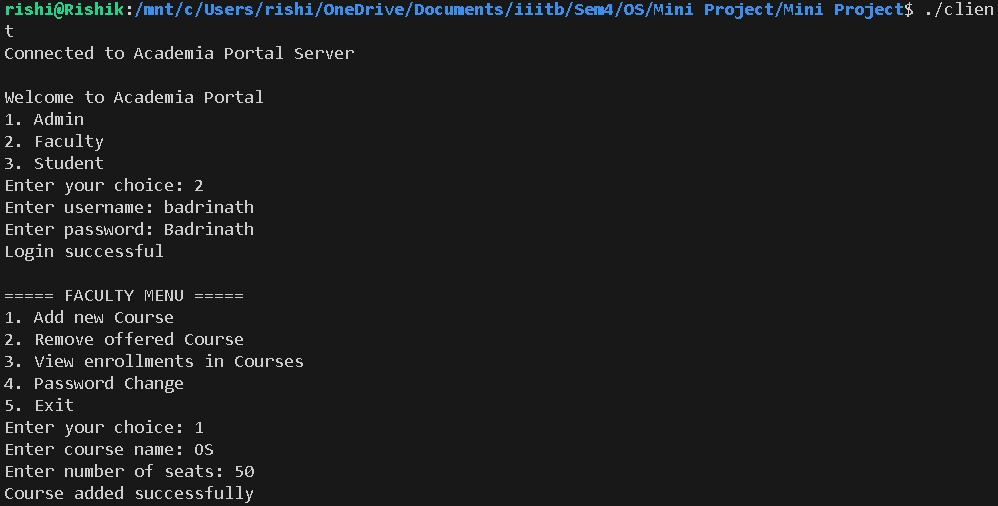 rishi@Rishik:/mnt/c/Users/rishi/OneDrive/Documents/iiitb/Sem4/OS/Mini Project/Mini Project$ ./clien
t
Connected to Academia Portal Server
Welcome to Academia Portal
1. Admin
2. Faculty
3. Student
Enter your choice: 2
Enter username: badrinath
Enter password: Badrinath
Login successful
===== FACULTY MENU =====
1. Add new Course
2. Remove offered Course
3. View enrollments in Courses
4. Password Change
5. Exit
Enter your choice: 1
Enter course name: OS
Enter number of seats: 50
Course added successfully